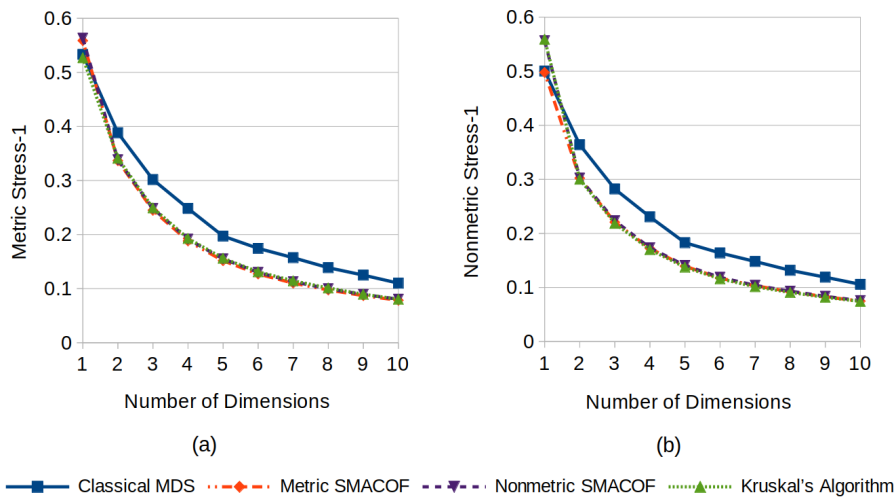 0.6
0.5
0.4
0.3
0.2
0.1
0
Metric Stress-1
1 2 3 4 5 6 7 8 9 10
Number of Dimensions
(a)
0.6
0.5
0.4
0.3
0.2
0.1
0
Nonmetric Stress-1
1 2 3 4 5 6 7 8 9 10
Number of Dimensions
(b)
Classical MDS Metric SMACOF Nonmetric SMACOF Kruskal's Algorithm